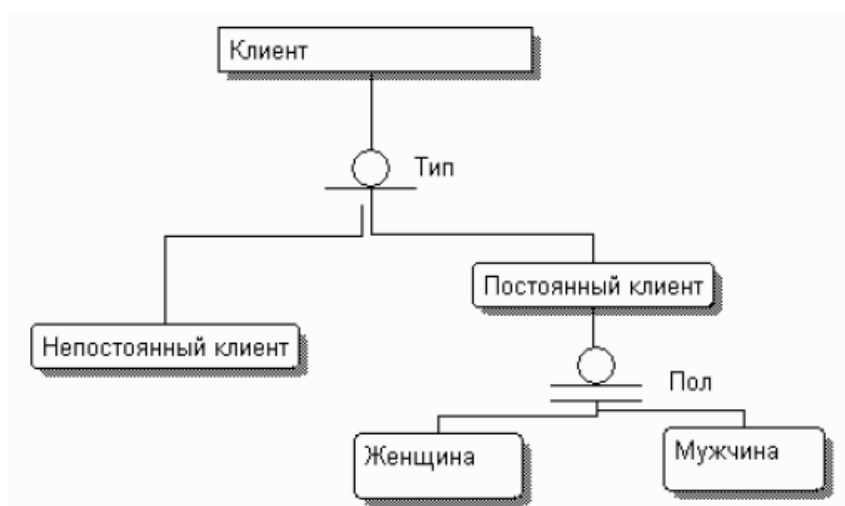 Клиент
Тип
Постоянный клиент
Непостоянный клиент
Пол
Женщина
Мужчина